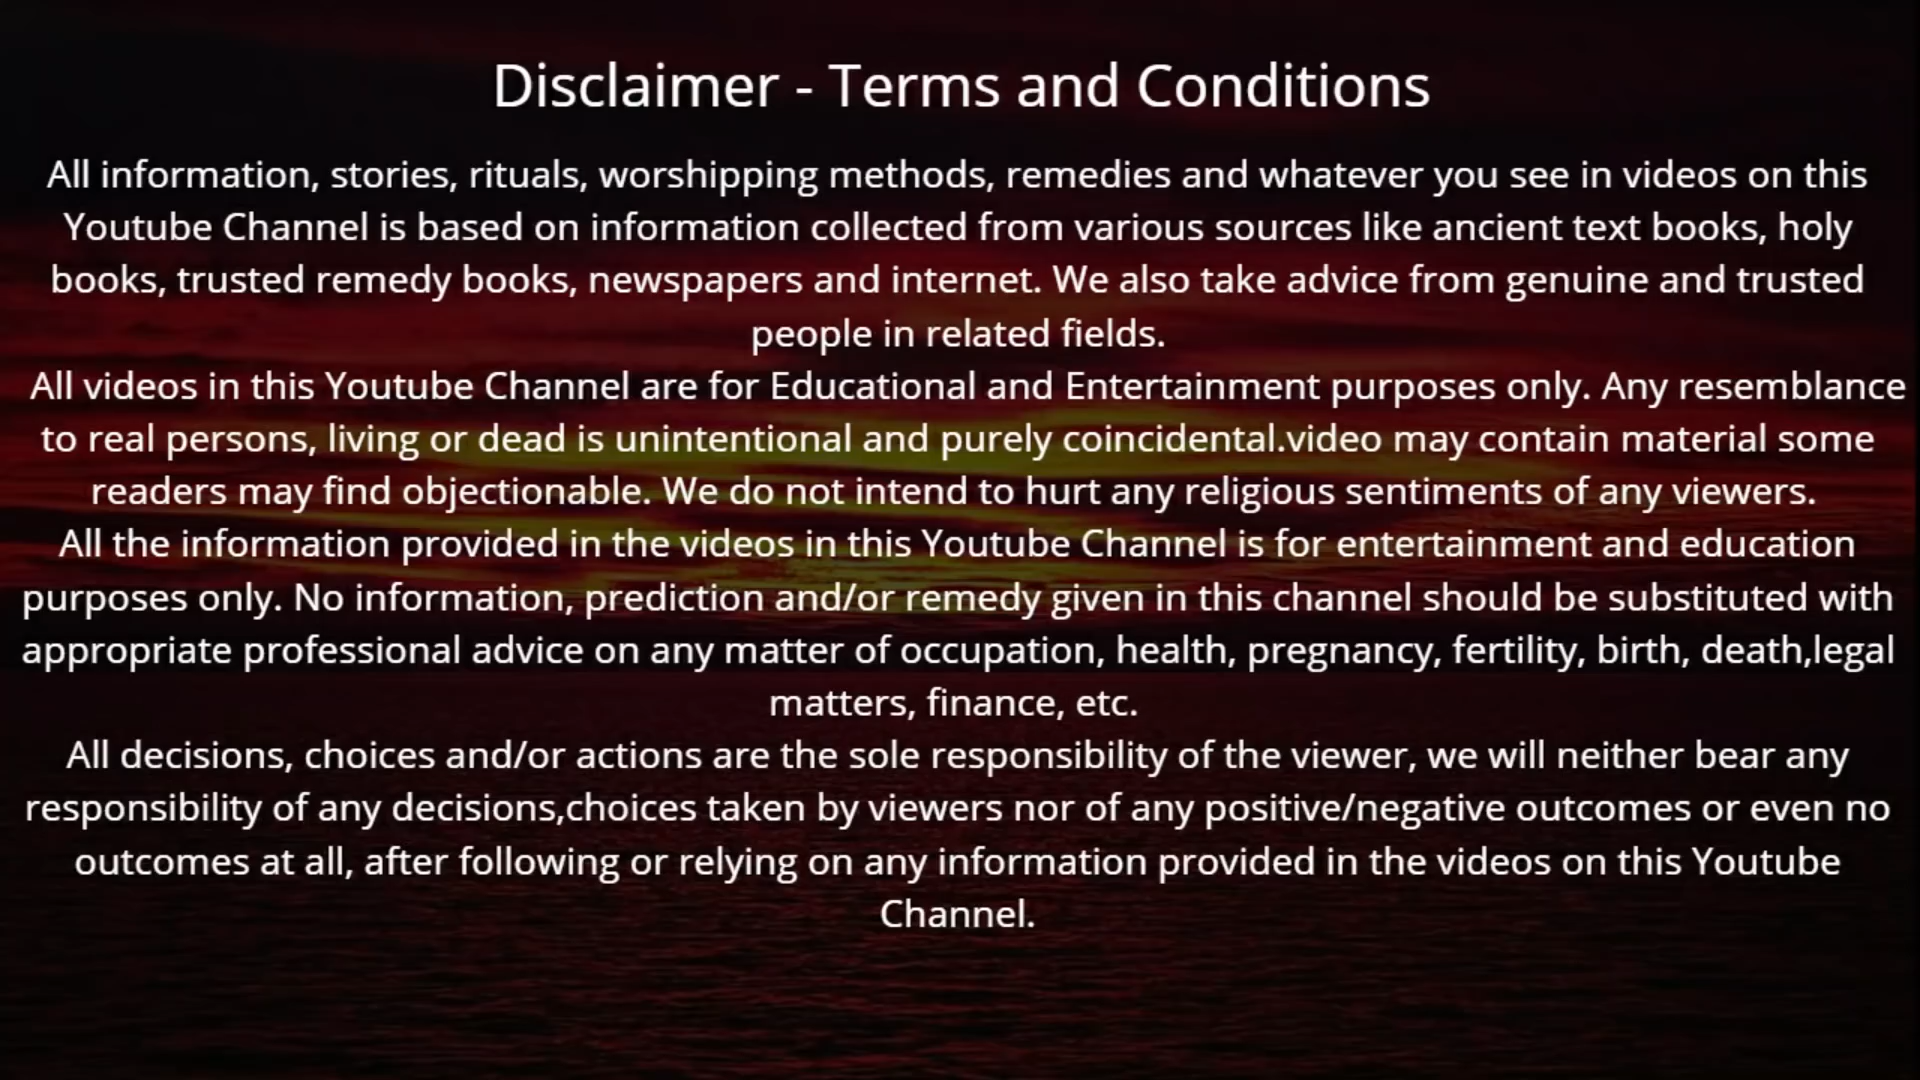 Disclaimer - Terms and Conditions
All information, stories, rituals, worshipping methods, remedies and whatever you see in videos on this
Youtube Channel is based on information collected from various sources like ancient text books, holy
books, trusted remedy books, newspapers and internet. We also take advice from genuine and trusted
people in related fields.
All videos in this Youtube Channel are for Educational and Entertainment purposes only. Any resemblance
to real persons, living or dead is unintentional and purely coincidental.video may contain material some
readers may find objectionable. We do not intend to hurt any religious sentiments of any viewers.
All the information provided in the videos in this Youtube Channel is for entertainment and education
purposes only. No information, prediction and/or remedy given in this channel should be substituted with
appropriate professional advice on any matter of occupation, health, pregnancy, fertility, birth, death,legal
matters, finance, etc.
All decisions, choices and/or actions are the sole responsibility of the viewer, we will neither bear any
responsibility of any decisions,choices taken by viewers nor of any positive/negative outcomes or even no
outcomes at all, after following or relying on any information provided in the videos on this Youtube
Channel.